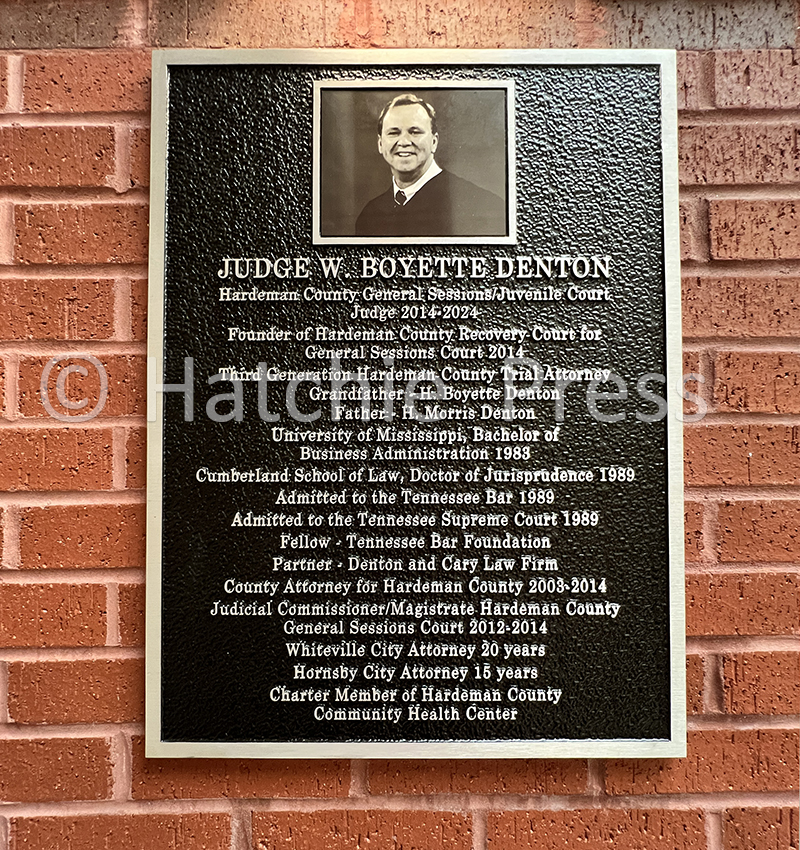 JUDGE W. BOYETTE DENTON
Hardeman County General Sessions/Juvenile Court
Judge 2014-2024
Founder of Hardeman County Recovery Court for
General Sessions Court 2014
Third Generation Hardeman County Trial Attorney
© Hatchie Press
Grandfather - H. Boyette Denton
Father - H. Morris Denton
University of Mississippi, Bachelor of
Business Administration 1983
Cumberland School of Law, Doctor of Jurisprudence 1989
Admitted to the Tennessee Bar 1989
Admitted to the Tennessee Supreme Court 1989
Fellow - Tennessee Bar Foundation
Partner - Denton and Cary Law Firm
County Attorney for Hardeman County 2003-2014
Judicial Commissioner/Magistrate Hardeman County
General Sessions Court 2012-2014
Whiteville City Attorney 20 years
Hornsby City Attorney 15 years
Charter Member of Hardeman County
Community Health Center